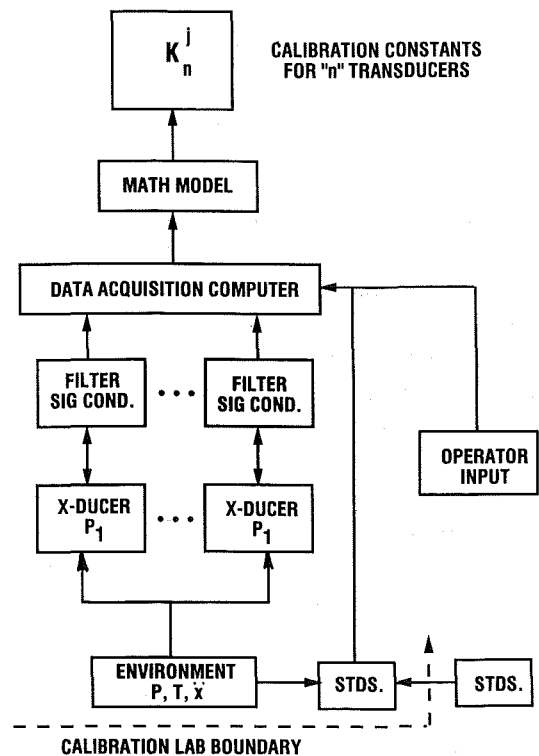 K_n^j
CALIBRATION CONSTANTS
FOR "n" TRANSDUCERS
MATH MODEL
DATA ACQUISITION COMPUTER
FILTER
SIG COND.
• • •
FILTER
SIG COND.
OPERATOR
INPUT
X-DUCER
P₁
• • •
X-DUCER
P₁
ENVIRONMENT
P, T, ẍ
STDS.
STDS.
CALIBRATION LAB BOUNDARY